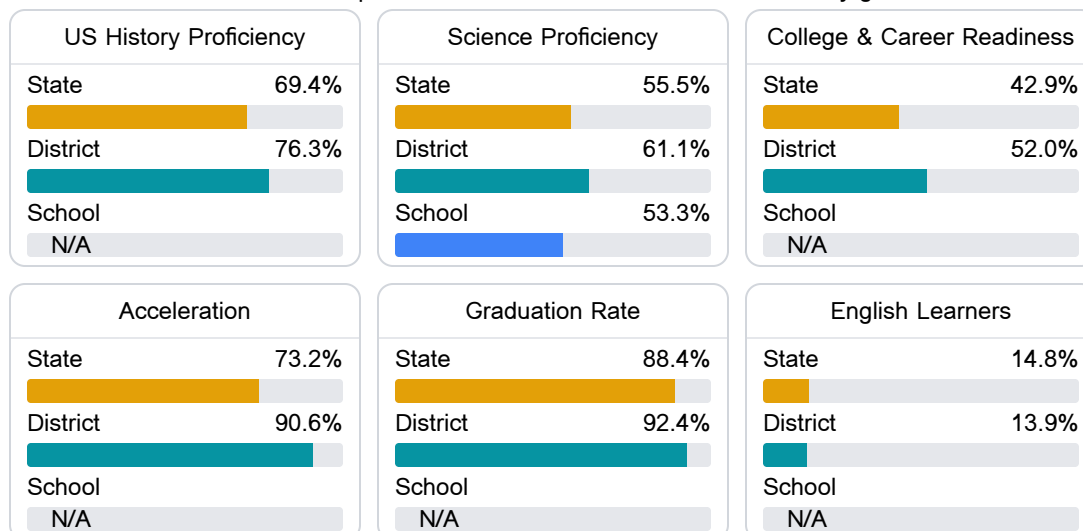 US History Proficiency
State 69.4%
District 76.3%
School
N/A
Science Proficiency
State 55.5%
District 61.1%
School 53.3%
College & Career Readiness
State 42.9%
District 52.0%
School
N/A
Acceleration
State 73.2%
District 90.6%
School
N/A
Graduation Rate
State 88.4%
District 92.4%
School
N/A
English Learners
State 14.8%
District 13.9%
School
N/A